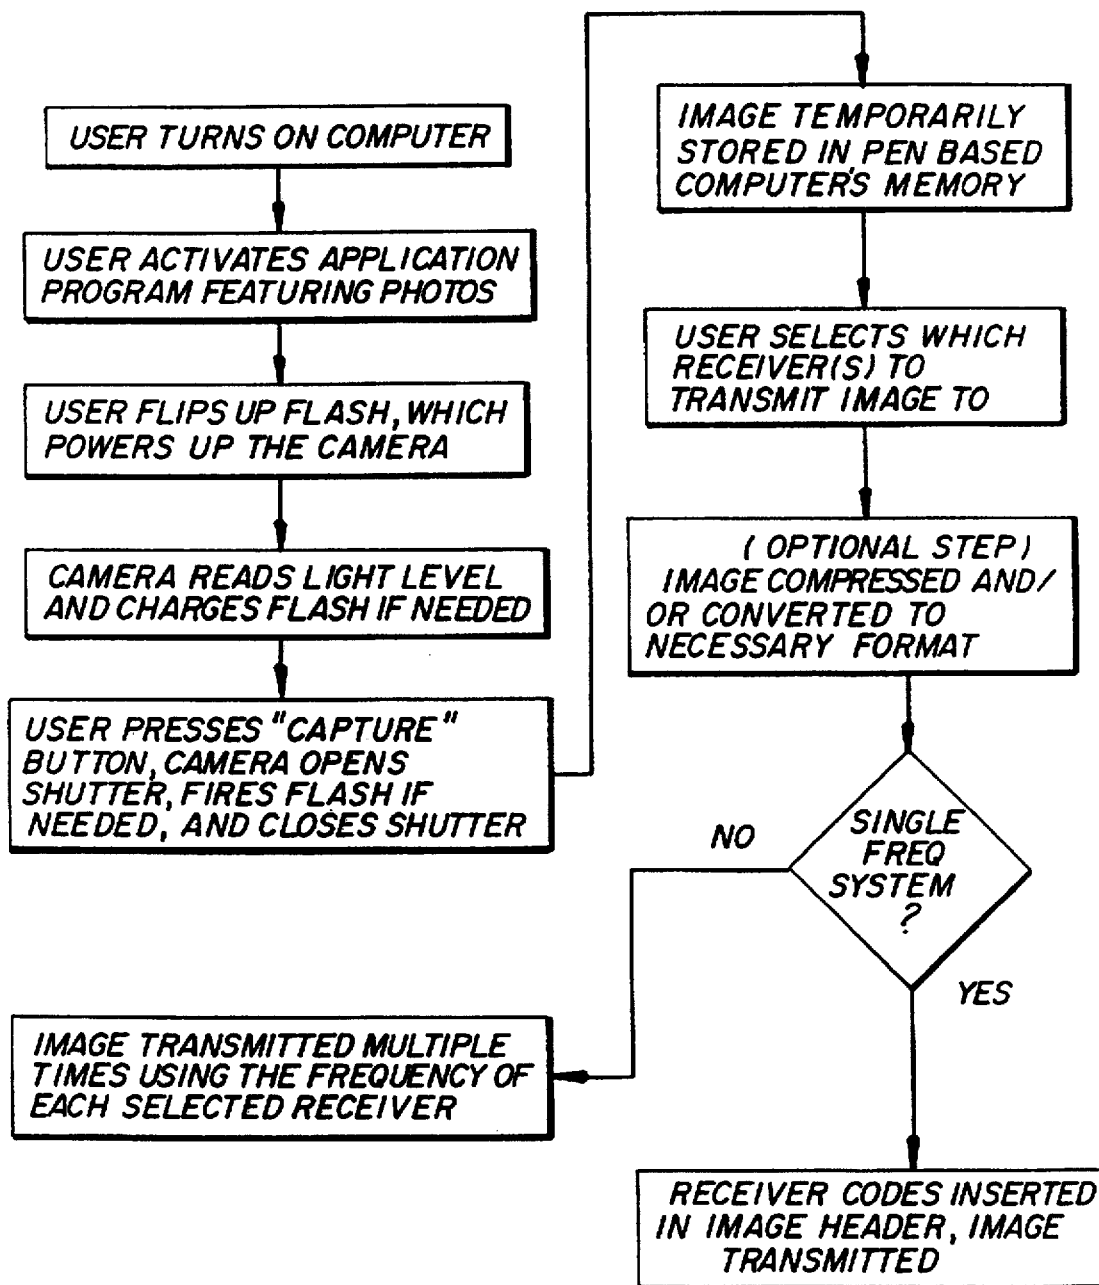 USER TURNS ON COMPUTER
USER ACTIVATES APPLICATION
PROGRAM FEATURING PHOTOS
USER FLIPS UP FLASH, WHICH
POWERS UP THE CAMERA
CAMERA READS LIGHT LEVEL
AND CHARGES FLASH IF NEEDED
USER PRESSES "CAPTURE"
BUTTON, CAMERA OPENS
SHUTTER, FIRES FLASH IF
NEEDED, AND CLOSES SHUTTER
IMAGE TEMPORARILY
STORED IN PEN BASED
COMPUTER'S MEMORY
USER SELECTS WHICH
RECEIVER(S) TO
TRANSMIT IMAGE TO
(OPTIONAL STEP)
IMAGE COMPRESSED AND/
OR CONVERTED TO
NECESSARY FORMAT
SINGLE
FREQ
SYSTEM
?
NO
YES
IMAGE TRANSMITTED MULTIPLE
TIMES USING THE FREQUENCY OF
EACH SELECTED RECEIVER
RECEIVER CODES INSERTED
IN IMAGE HEADER, IMAGE
TRANSMITTED